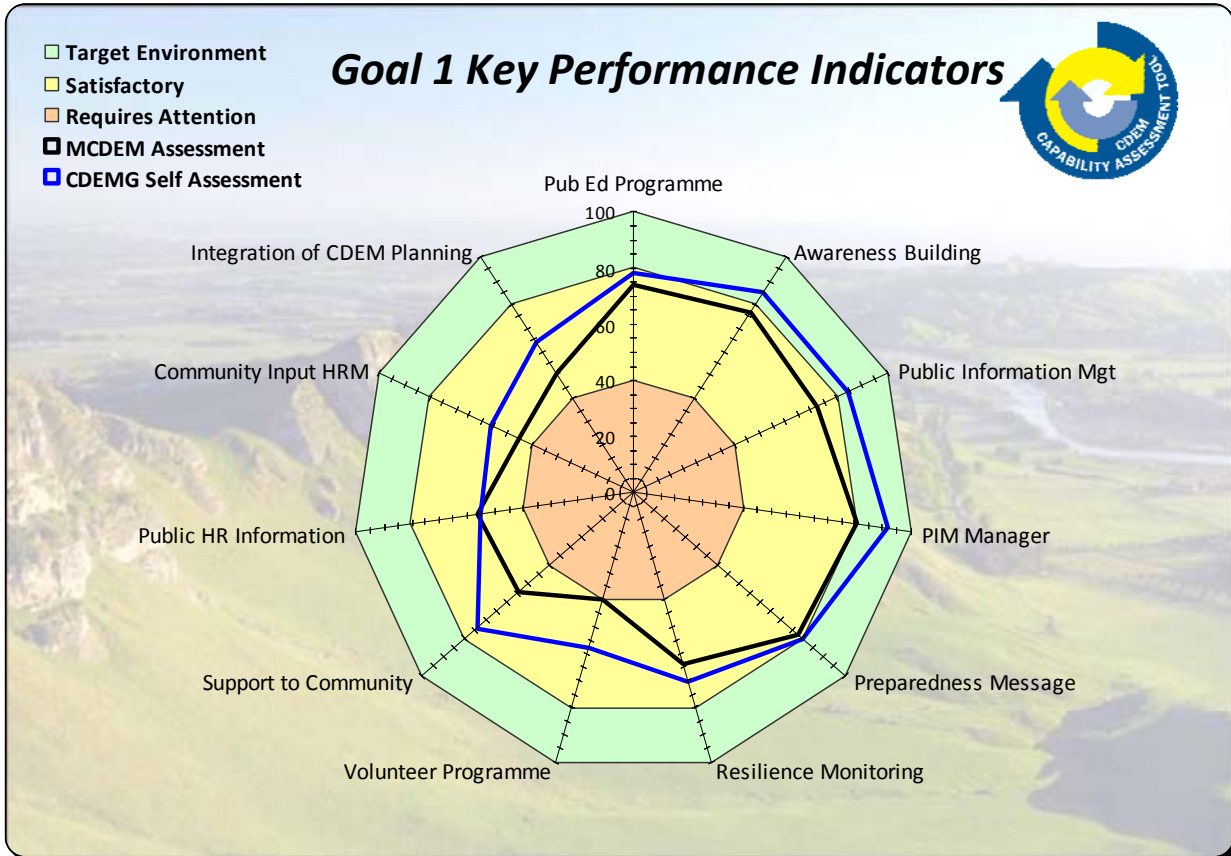 Target Environment
Satisfactory
Requires Attention
MCDEM Assessment
CDEMG Self Assessment
Goal 1 Key Performance Indicators
CDEM
CAPABILITY ASSESSMENT TOOL
Pub Ed Programme
Awareness Building
Public Information Mgt
PIM Manager
Preparedness Message
Resilience Monitoring
Volunteer Programme
Support to Community
Public HR Information
Community Input HRM
Integration of CDEM Planning
100
80
60
40
20
0